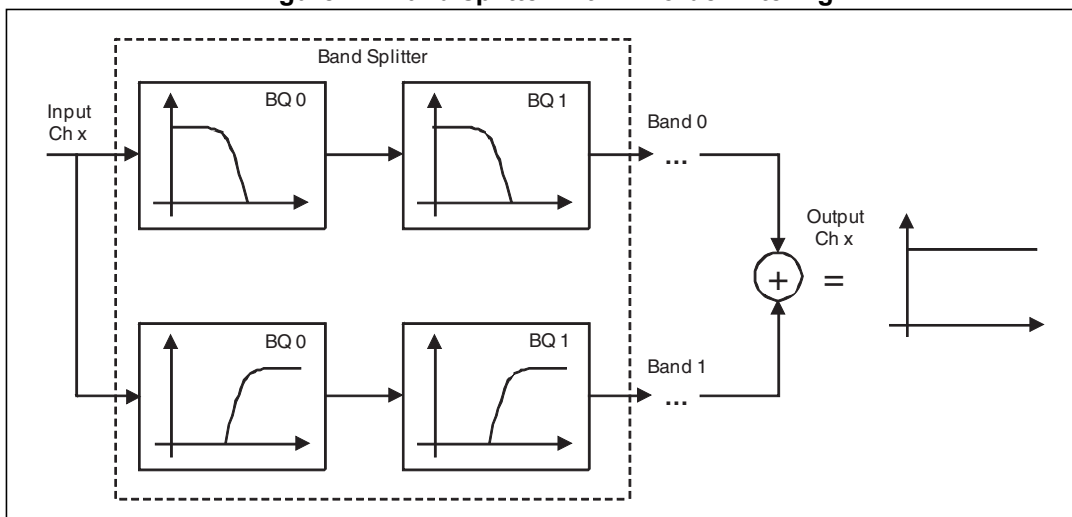 Band Splitter
BQ 0
BQ 1
Input
Ch x
Band 0
...
Output
Ch x
+
=
BQ 0
BQ 1
Band 1
...